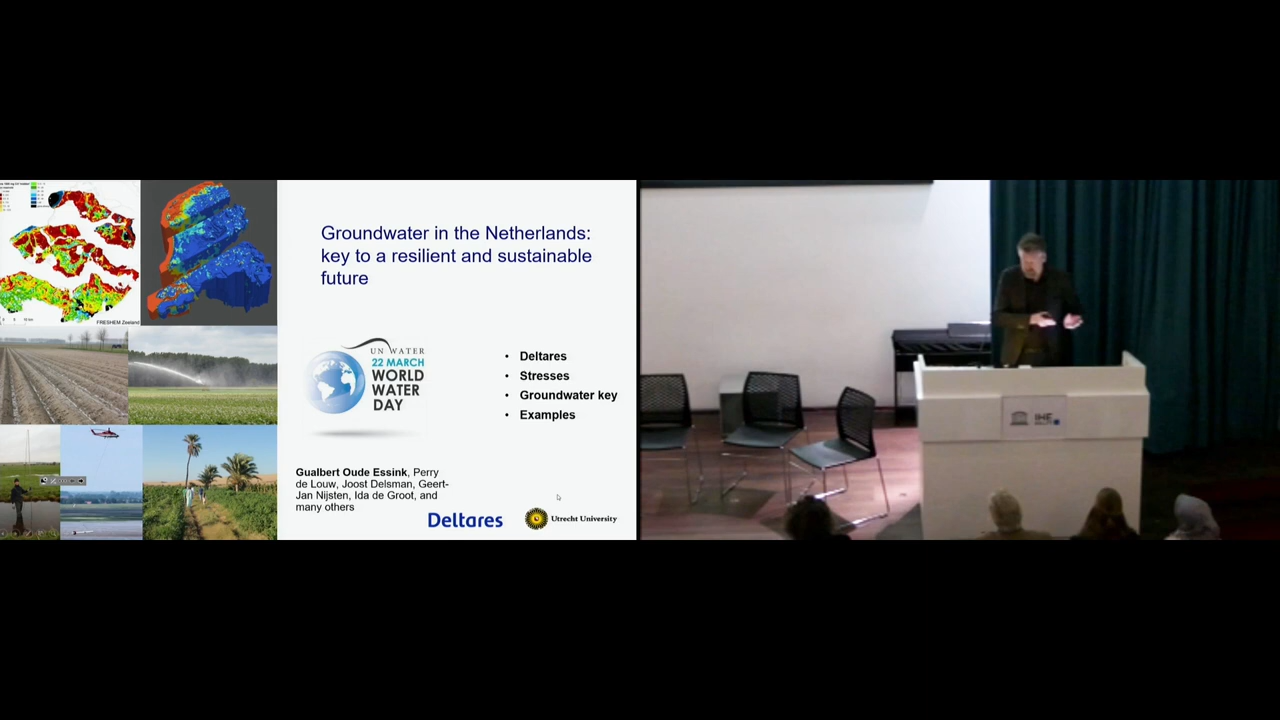 Groundwater in the Netherlands:
key to a resilient and sustainable
future
UN WATER
22 MARCH
WORLD
WATER
DAY
• Deltares
• Stresses
• Groundwater key
• Examples
Gualbert Oude Essink, Perry
de Louw, Joost Delsman, Geert-
Jan Nijsten, Ida de Groot, and
many others
Deltares
Utrecht University
FRESHEM Zeeland
IHE